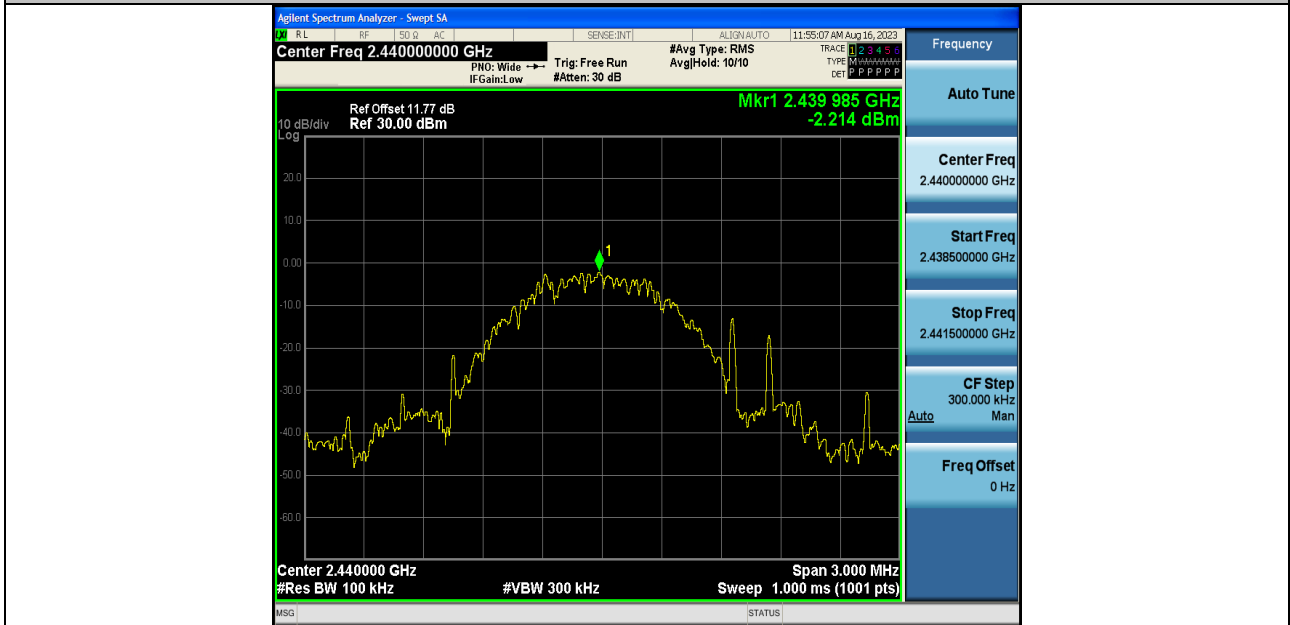 Agilent Spectrum Analyzer - Swept SA
LXI RL RF 50 Ω AC SENSE:INT ALIGN AUTO 11:55:07 AM Aug 16, 2023
Center Freq 2.440000000 GHz
PNO: Wide
IFGain:Low
Trig: Free Run
#Atten: 30 dB
#Avg Type: RMS
Avg|Hold: 10/10
TRACE 1 2 3 4 5 6
TYPE M WWWWW
DET P P P P P P
Mkr1 2.439 985 GHz
-2.214 dBm
Ref Offset 11.77 dB
10 dB/div Ref 30.00 dBm
Log
20.0
10.0
0.00
-10.0
-20.0
-30.0
-40.0
-50.0
-60.0
1
Center 2.440000 GHz Span 3.000 MHz
#Res BW 100 kHz #VBW 300 kHz Sweep 1.000 ms (1001 pts)
MSG STATUS
Frequency
Auto Tune
Center Freq
2.440000000 GHz
Start Freq
2.438500000 GHz
Stop Freq
2.441500000 GHz
CF Step
300.000 kHz
Auto Man
Freq Offset
0 Hz